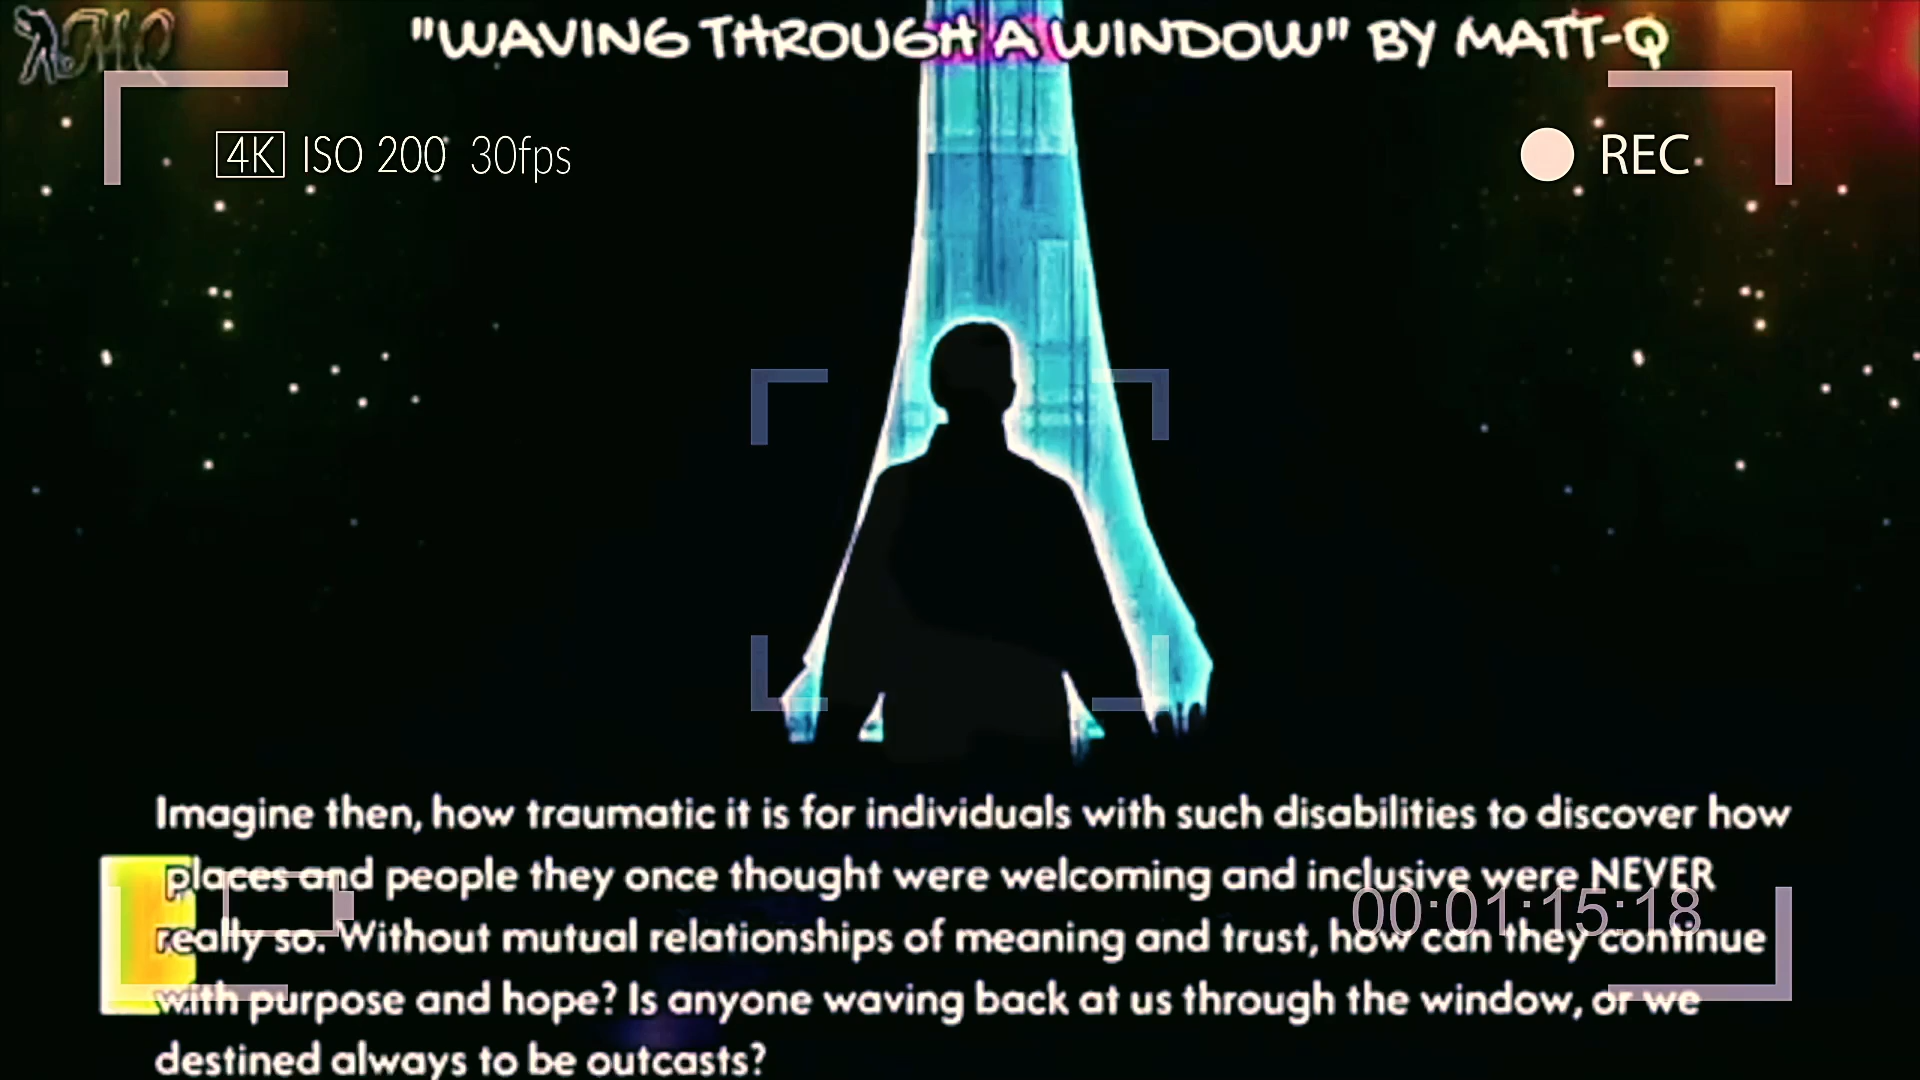 "WAVING THROUGH A WINDOW" BY MATT-Q
4K ISO 200 30fps
REC
Imagine then, how traumatic it is for individuals with such disabilities to discover how
places and people they once thought were welcoming and inclusive were NEVER
00:01:15:18
really so. Without mutual relationships of meaning and trust, how can they continue
with purpose and hope? Is anyone waving back at us through the window, or we
destined always to be outcasts?